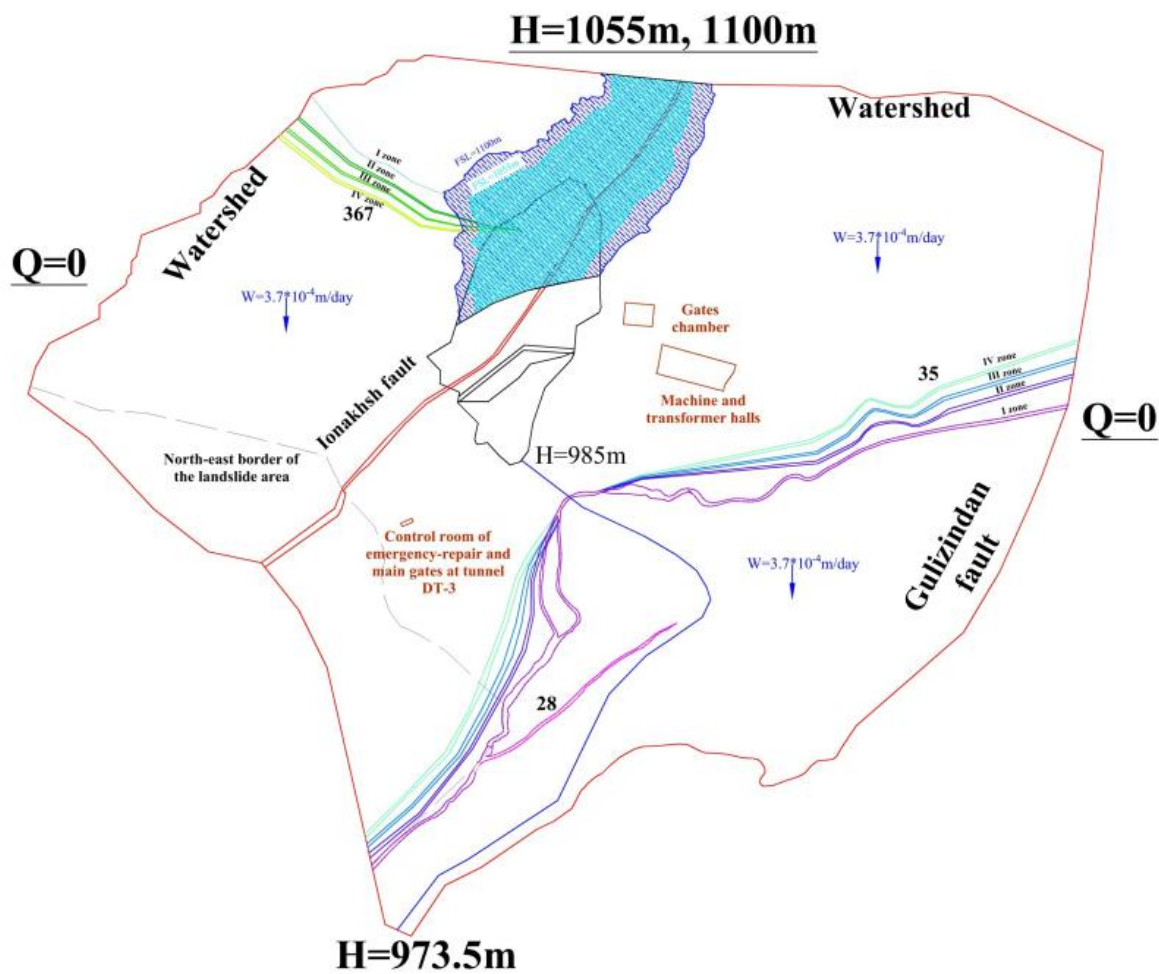 H=1055m, 1100m
Watershed
I zone
II zone
III zone
IV zone
367
FSL=1100m
FSL=1055m
Watershed
Q=0
W=3.7*10⁻⁴m/day
W=3.7*10⁻⁴m/day
Gates
chamber
Machine and
transformer halls
Ionakhsh fault
35
IV zone
III zone
II zone
I zone
Q=0
North-east border of
the landslide area
H=985m
Control room of
emergency-repair and
main gates at tunnel
DT-3
W=3.7*10⁻⁴m/day
Gulizindan
fault
28
H=973.5m